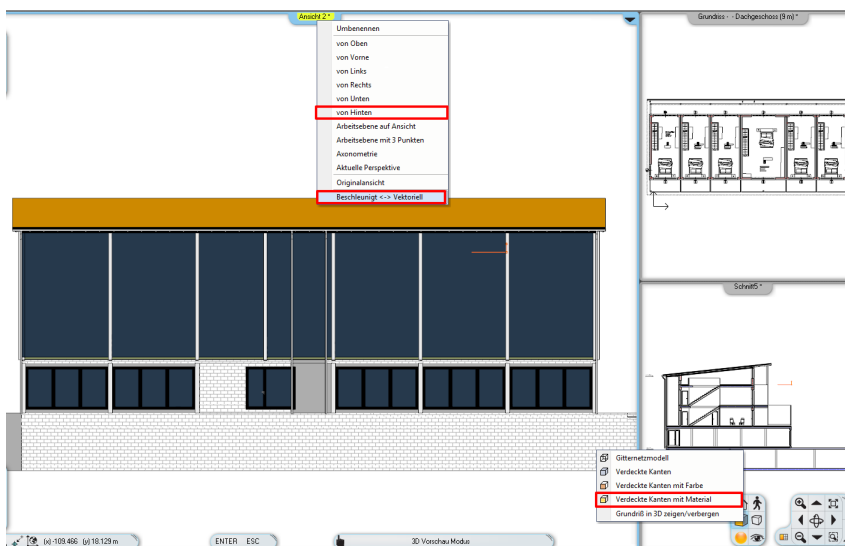 Ansicht 2 *
Grundriss - - Dachgeschoss (9 m) *
Umbenennen
von Oben
von Vorne
von Links
von Rechts
von Unten
von Hinten
Arbeitsebene auf Ansicht
Arbeitsebene mit 3 Punkten
Axonometrie
Aktuelle Perspektive
Originalansicht
Beschleunigt <-> Vektoriell
Schnitt5 *
Gitternetzmodell
Verdeckte Kanten
Verdeckte Kanten mit Farbe
Verdeckte Kanten mit Material
Grundriß in 3D zeigen/verbergen
(x)-109.466 (y)18.129 m
ENTER ESC
3D Vorschau Modus